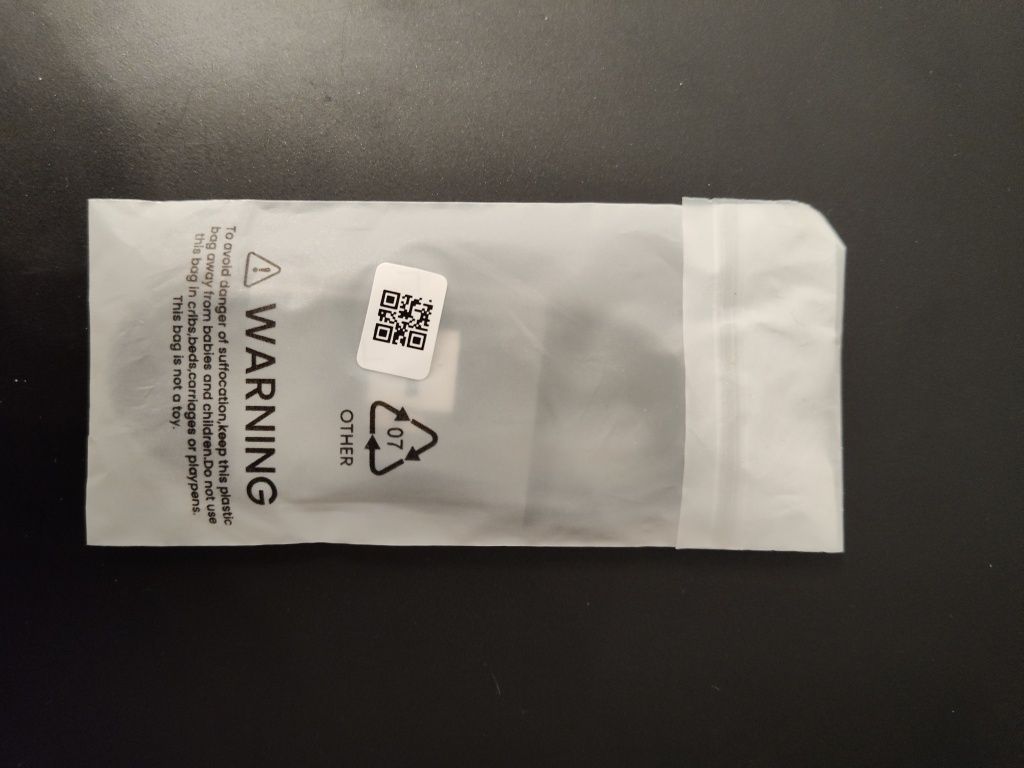 WARNING
To avoid danger of suffocation,keep this plastic
bag away from babies and children.Do not use
this bag in cribs,beds,carriages or playpens.
This bag is not a toy.
07
OTHER